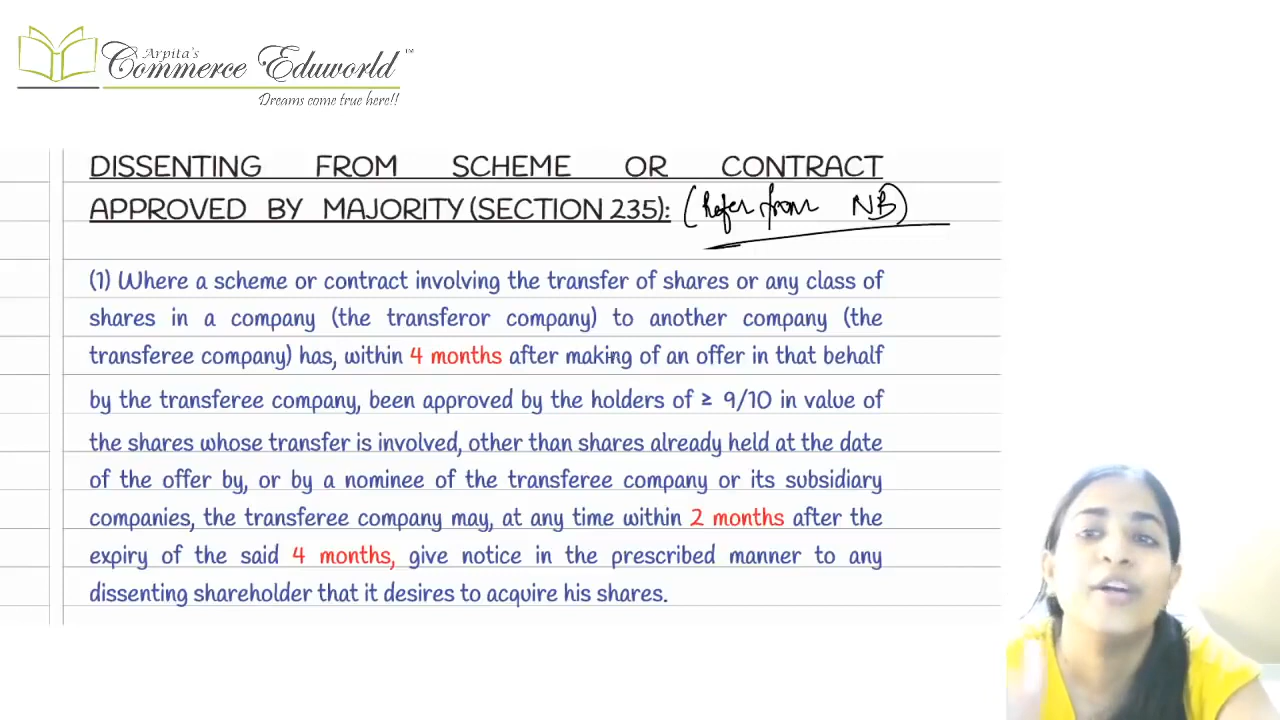 Arpita's
Commerce Eduworld™
Dreams come true here!!
DISSENTING FROM SCHEME OR CONTRACT
APPROVED BY MAJORITY (SECTION 235): (Refer from NB)
(1) Where a scheme or contract involving the transfer of shares or any class of
shares in a company (the transferor company) to another company (the
transferee company) has, within 4 months after making of an offer in that behalf
by the transferee company, been approved by the holders of ≥ 9/10 in value of
the shares whose transfer is involved, other than shares already held at the date
of the offer by, or by a nominee of the transferee company or its subsidiary
companies, the transferee company may, at any time within 2 months after the
expiry of the said 4 months, give notice in the prescribed manner to any
dissenting shareholder that it desires to acquire his shares.